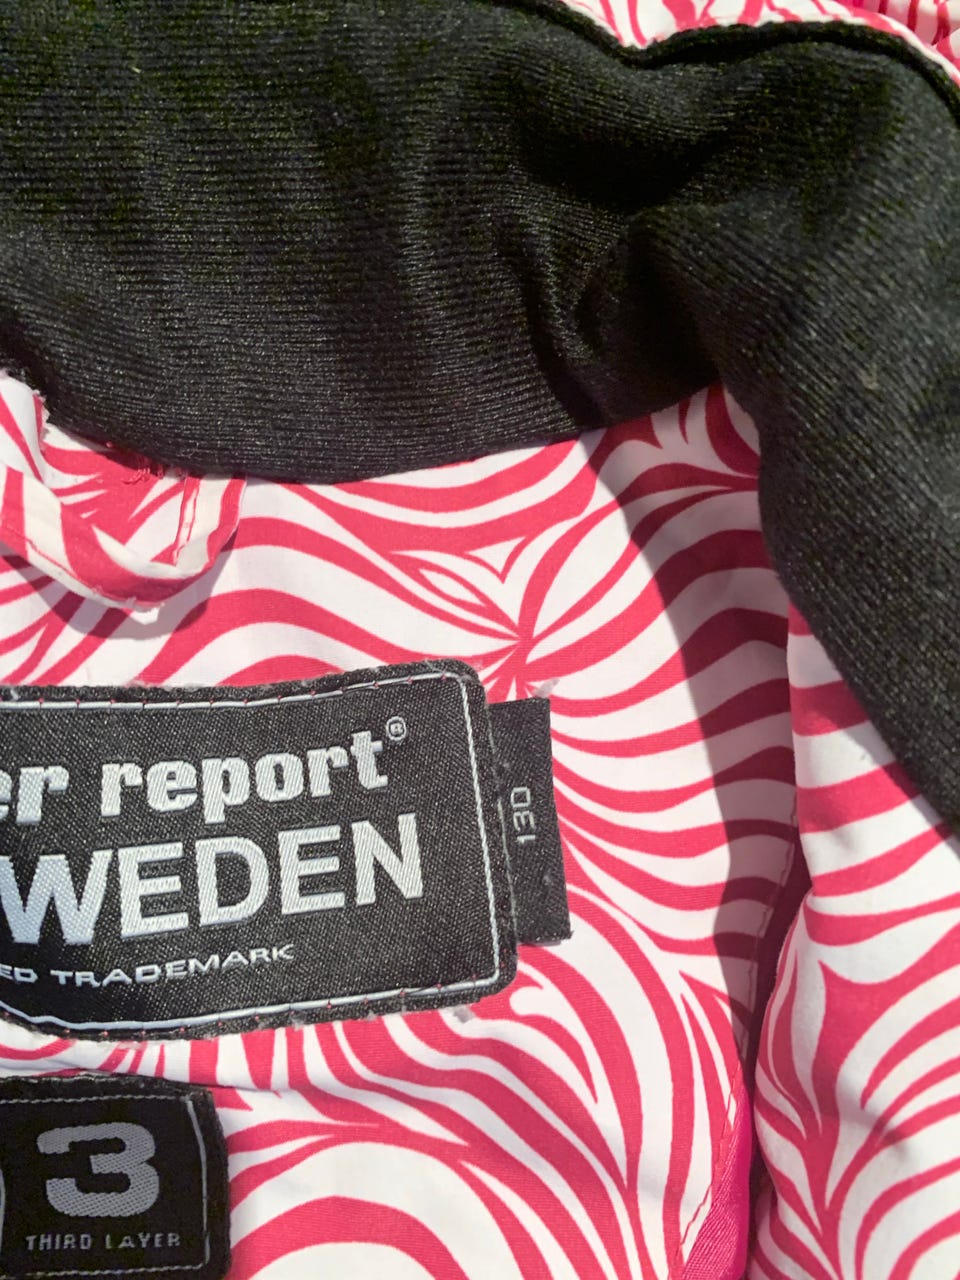 er report®
WEDEN
ED TRADEMARK
130
3
THIRD LAYER